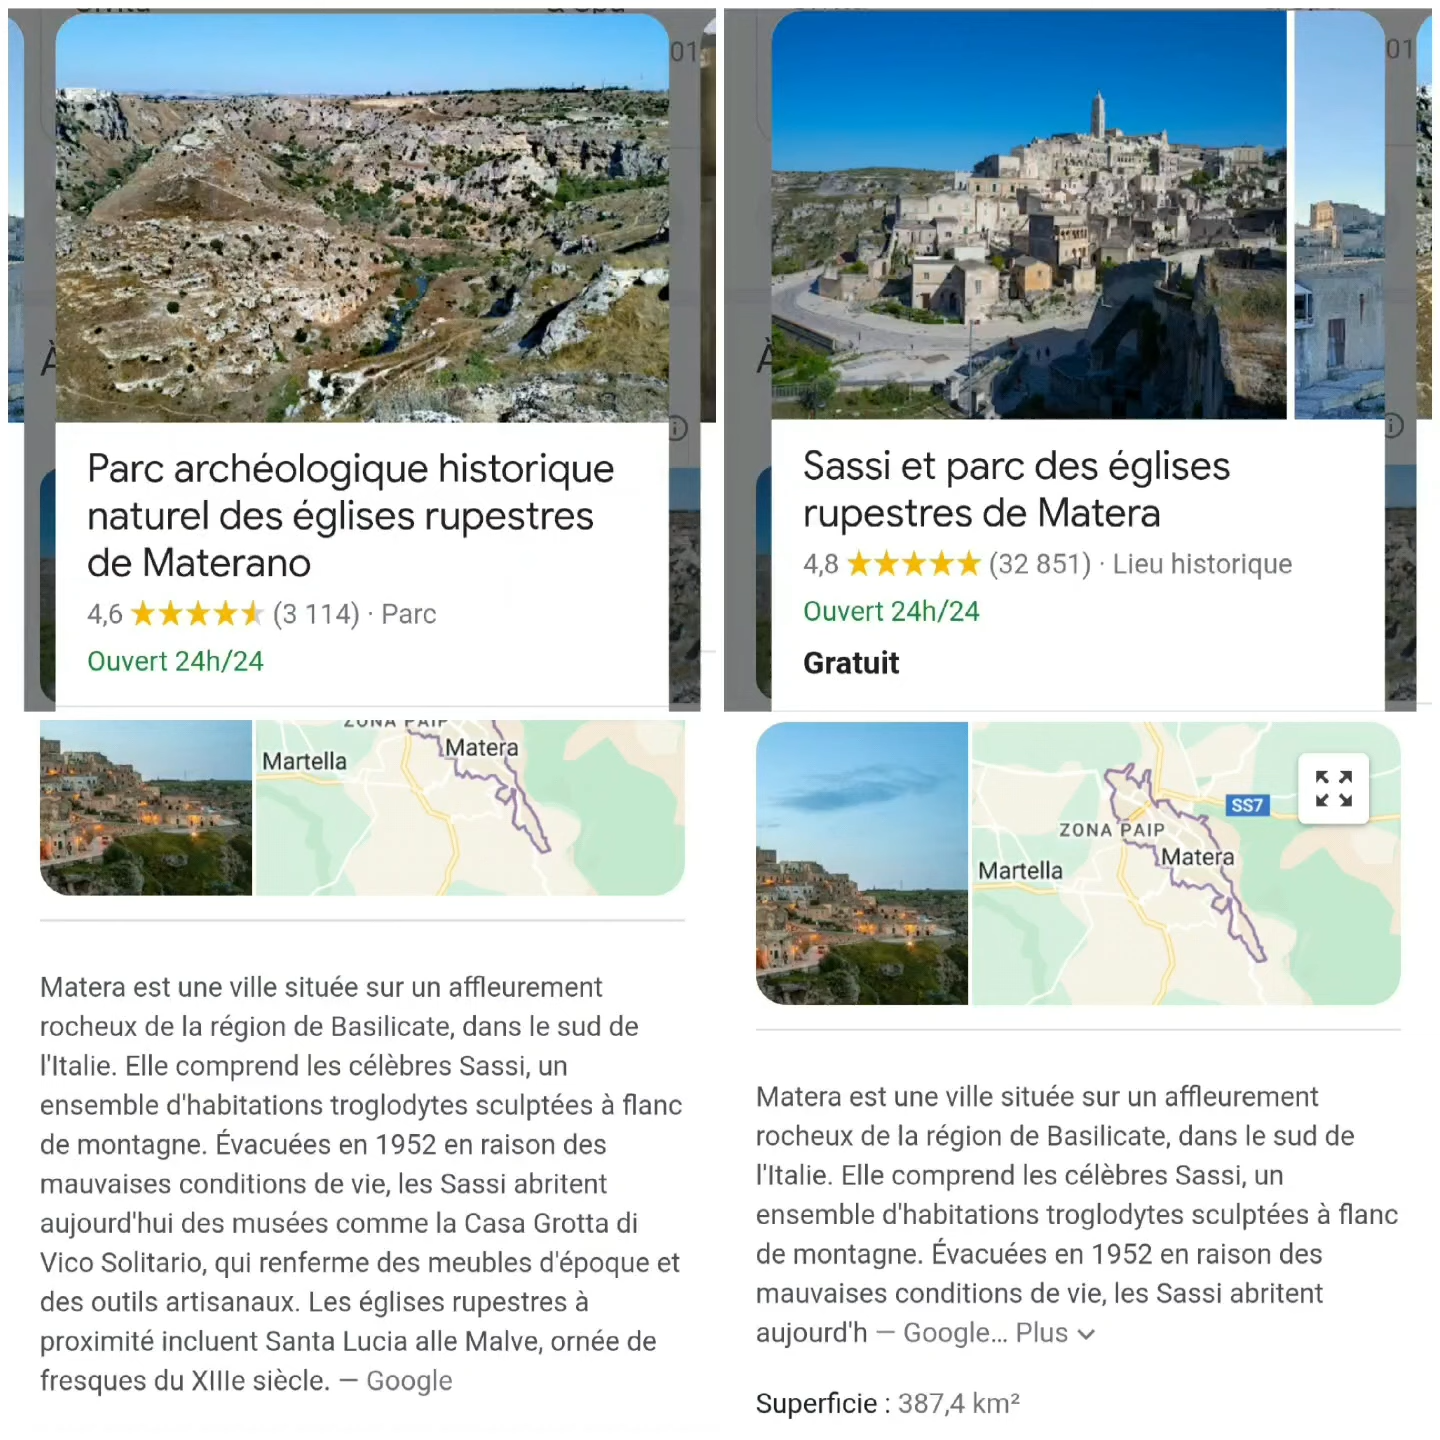 01
Parc archéologique historique
naturel des églises rupestres
de Materano
4,6 (3 114) · Parc
Ouvert 24h/24
À
01
Sassi et parc des églises
rupestres de Matera
4,8 (32 851) · Lieu historique
Ouvert 24h/24
Gratuit
À
ZONA PAIP
Matera
Martella
Matera est une ville située sur un affleurement
rocheux de la région de Basilicate, dans le sud de
l'Italie. Elle comprend les célèbres Sassi, un
ensemble d'habitations troglodytes sculptées à flanc
de montagne. Évacuées en 1952 en raison des
mauvaises conditions de vie, les Sassi abritent
aujourd'hui des musées comme la Casa Grotta di
Vico Solitario, qui renferme des meubles d'époque et
des outils artisanaux. Les églises rupestres à
proximité incluent Santa Lucia alle Malve, ornée de
fresques du XIIIe siècle. — Google
SS7
ZONA PAIP
Matera
Martella
Matera est une ville située sur un affleurement
rocheux de la région de Basilicate, dans le sud de
l'Italie. Elle comprend les célèbres Sassi, un
ensemble d'habitations troglodytes sculptées à flanc
de montagne. Évacuées en 1952 en raison des
mauvaises conditions de vie, les Sassi abritent
aujourd'h — Google… Plus
Superficie : 387,4 km²